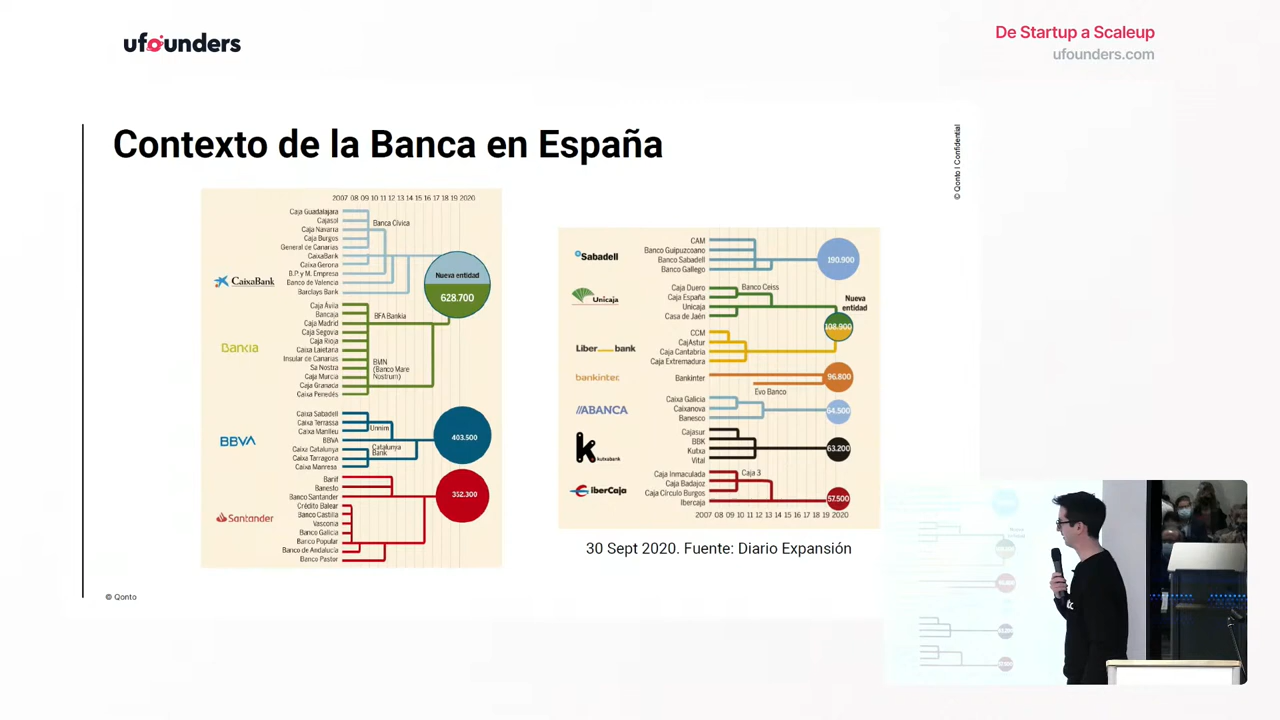 ufounders
De Startup a Scaleup
ufounders.com
Contexto de la Banca en España
© Qonto I Confidential
2007 08 09 10 11 12 13 14 15 16 17 18 19 2020
Caja Guadalajara
Cajasol
Caja Navarra
Caja Burgos
General de Canarias
CaixaBank
Caixa Gerona
B.P. y M. Empresa
Banco de Valencia
Barclays Bank
Banca Cívica
CaixaBank
Nueva entidad
628.700
Caja Ávila
Bancaja
Caja Madrid
Caja Segovia
Caja Rioja
Caixa Laietana
Insular de Canarias
Sa Nostra
Caja Murcia
Caja Granada
Caixa Penedès
BFA Bankia
BMN
(Banco Mare
Nostrum)
Bankia
Caixa Sabadell
Caixa Terrassa
Caixa Manlleu
BBVA
Caixa Catalunya
Caixa Tarragona
Caixa Manresa
Unnim
Catalunya
Bank
BBVA
403.500
Banif
Banesto
Banco Santander
Crédito Balear
Banco Castilla
Vasconia
Banco Galicia
Banco Popular
Banco de Andalucía
Banco Pastor
Santander
352.300
Sabadell
CAM
Banco Guipuzcoano
Banco Sabadell
Banco Gallego
190.900
Unicaja
Caja Duero
Caja España
Unicaja
Casa de Jaén
Banco Ceiss
Nueva
entidad
108.900
Liberbank
CCM
CajAstur
Caja Cantabria
Caja Extremadura
bankinter.
Bankinter
Evo Banco
96.800
//ABANCA
Caixa Galicia
Caixanova
Banesco
64.500
k
kutxabank
Cajasur
BBK
Kutxa
Vital
63.200
iberCaja
Caja Inmaculada
Caja Badajoz
Caja Círculo Burgos
Ibercaja
Caja 3
57.500
2007 08 09 10 11 12 13 14 15 16 17 18 19 2020
30 Sept 2020. Fuente: Diario Expansión
© Qonto